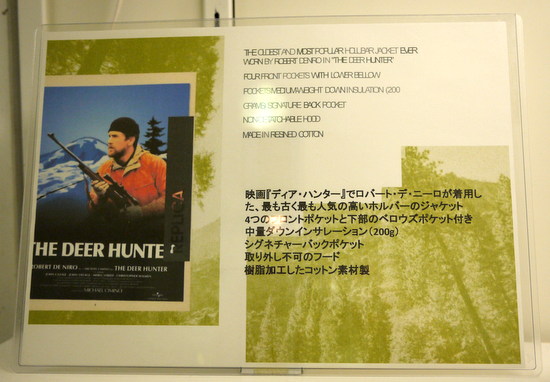 THE OLDEST AND MOST POPULAR HOLLBAR JACKET EVER.
WORN BY ROBERT DENIRO IN "THE DEER HUNTER"
FOUR FRONT POCKETS WITH LOWER BELLOW
POCKETS MEDIUMWEIGHT DOWN INSULATION (200
GRAMS) SIGNATURE BACK POCKET
NON DETATCHABLE HOOD
MADE IN RESINED COTTON
映画『ディア・ハンター』でロバート・デ・ニーロが着用し
た、最も古く最も人気の高いホルバーのジャケット
4つのフロントポケットと下部のベロウズポケット付き
中量ダウンインサレーション（200g）
シグネチャーバックポケット
取り外し不可のフード
樹脂加工したコットン素材製
REPLICA
THE DEER HUNTE
ROBERT DE NIRO THE DEER HUNTER
MICHAEL CIMINO